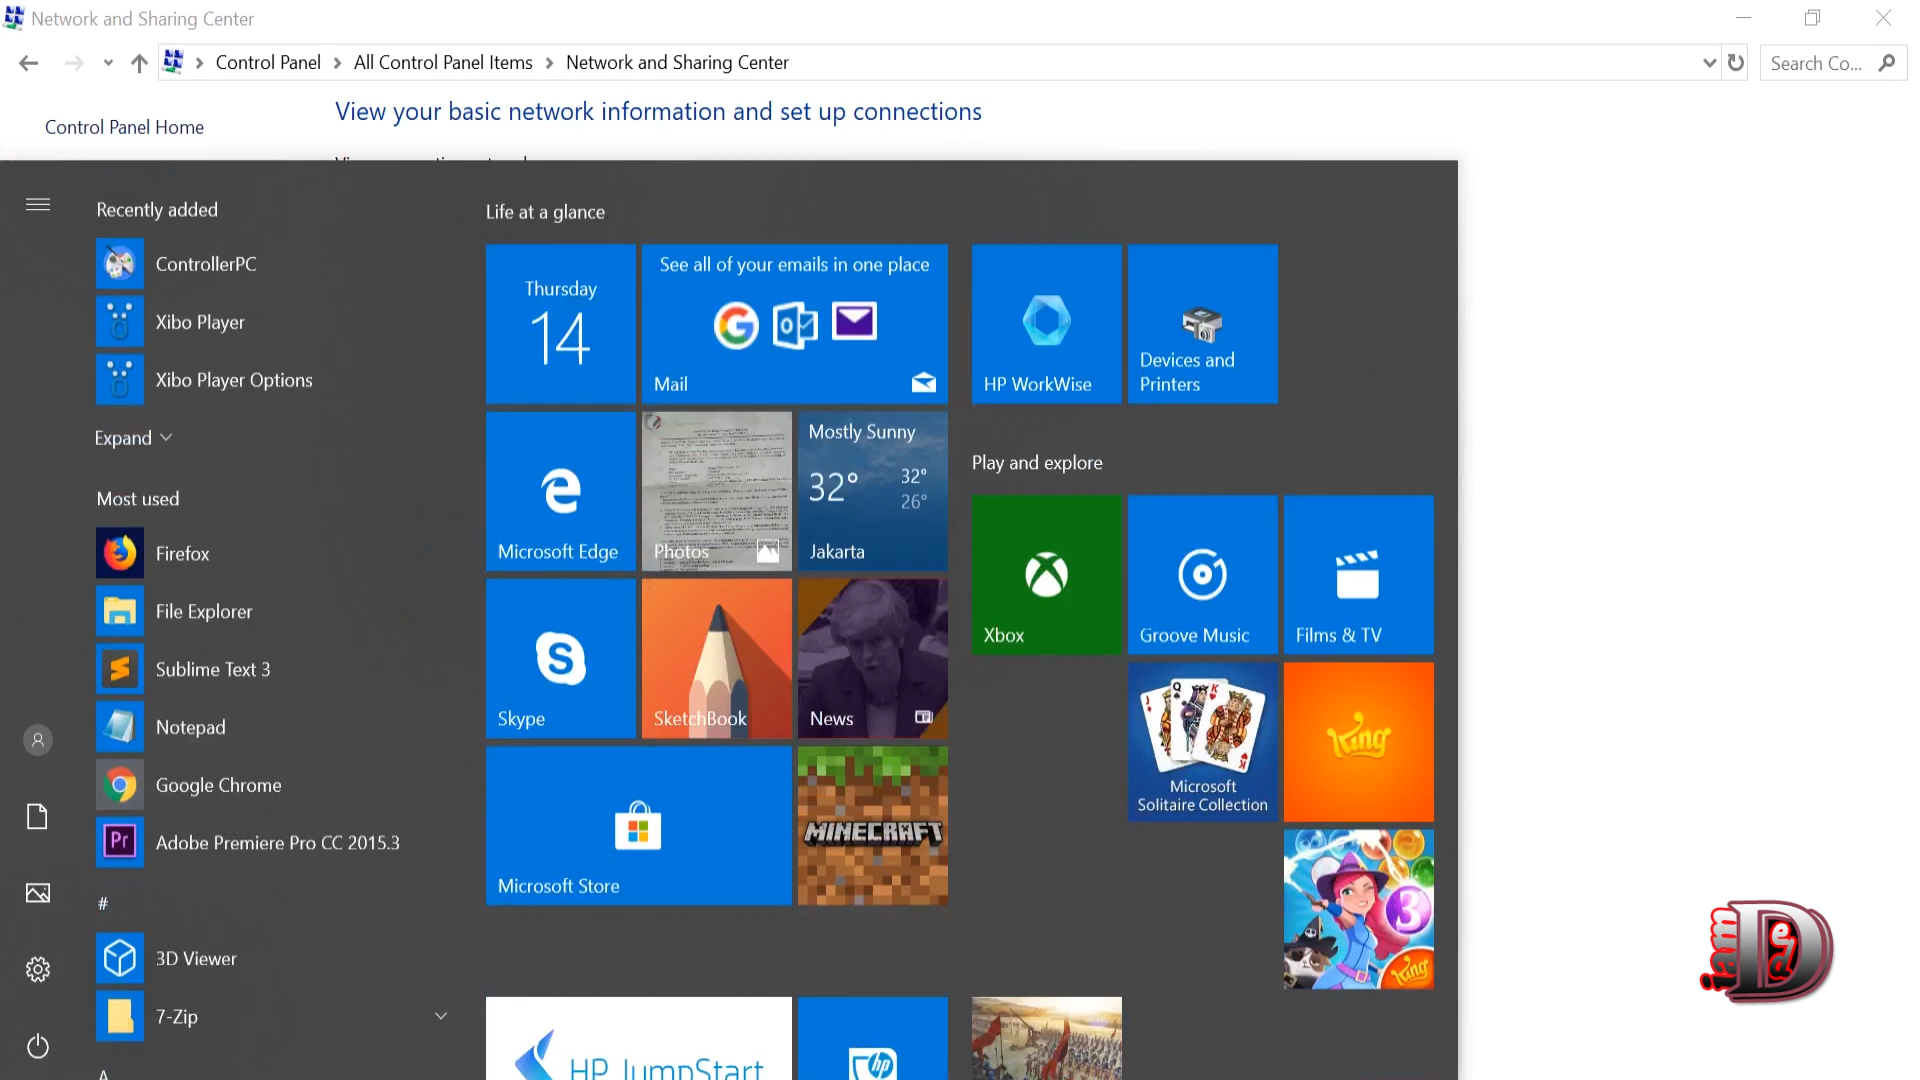 Network and Sharing Center
Control Panel
All Control Panel Items
Network and Sharing Center
Search Co...
Control Panel Home
View your basic network information and set up connections
Recently added
ControllerPC
Xibo Player
Xibo Player Options
Expand
Most used
Firefox
File Explorer
Sublime Text 3
Notepad
Google Chrome
Adobe Premiere Pro CC 2015.3
#
3D Viewer
7-Zip
Life at a glance
Thursday
14
See all of your emails in one place
Mail
HP WorkWise
Devices and
Printers
Microsoft Edge
Photos
Mostly Sunny
32° 32°
26°
Jakarta
Skype
SketchBook
News
Microsoft Store
MINECRAFT
Play and explore
Xbox
Groove Music
Films & TV
Microsoft
Solitaire Collection
King
3
King
HP JumpStart
hp